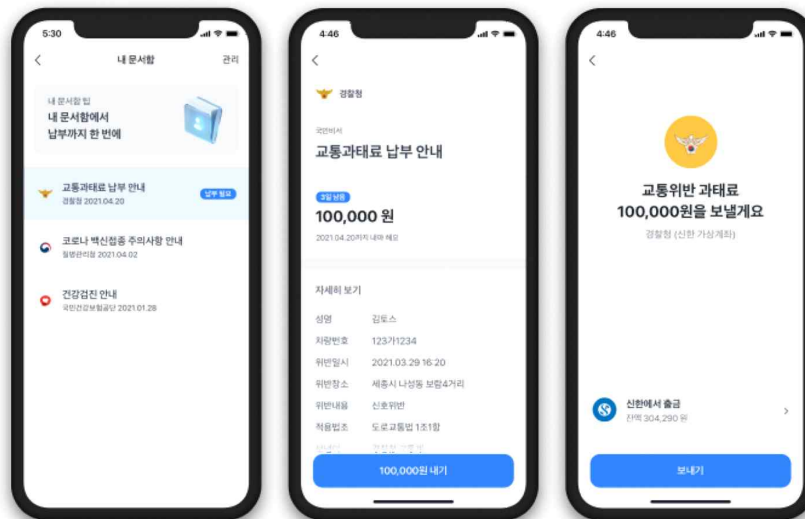 5:30
내 문서함
관리
내 문서함 팁
내 문서함에서
납부까지 한 번에
교통과태료 납부 안내
경찰청 2021.04.20
납부 필요
코로나 백신접종 주의사항 안내
질병관리청 2021.04.02
건강검진 안내
국민건강보험공단 2021.01.28
4:46
경찰청
국민비서
교통과태료 납부 안내
3일 남음
100,000 원
2021.04.20까지 내야 해요
자세히 보기
성명 김토스
차량번호 123가1234
위반일시 2021.03.29 16:20
위반장소 세종시 나성동 보람4거리
위반내용 신호위반
적용법조 도로교통법 1조1항
100,000원 내기
4:46
교통위반 과태료
100,000원을 보낼게요
경찰청 (신한 가상계좌)
신한에서 출금
잔액 304,290 원
보내기